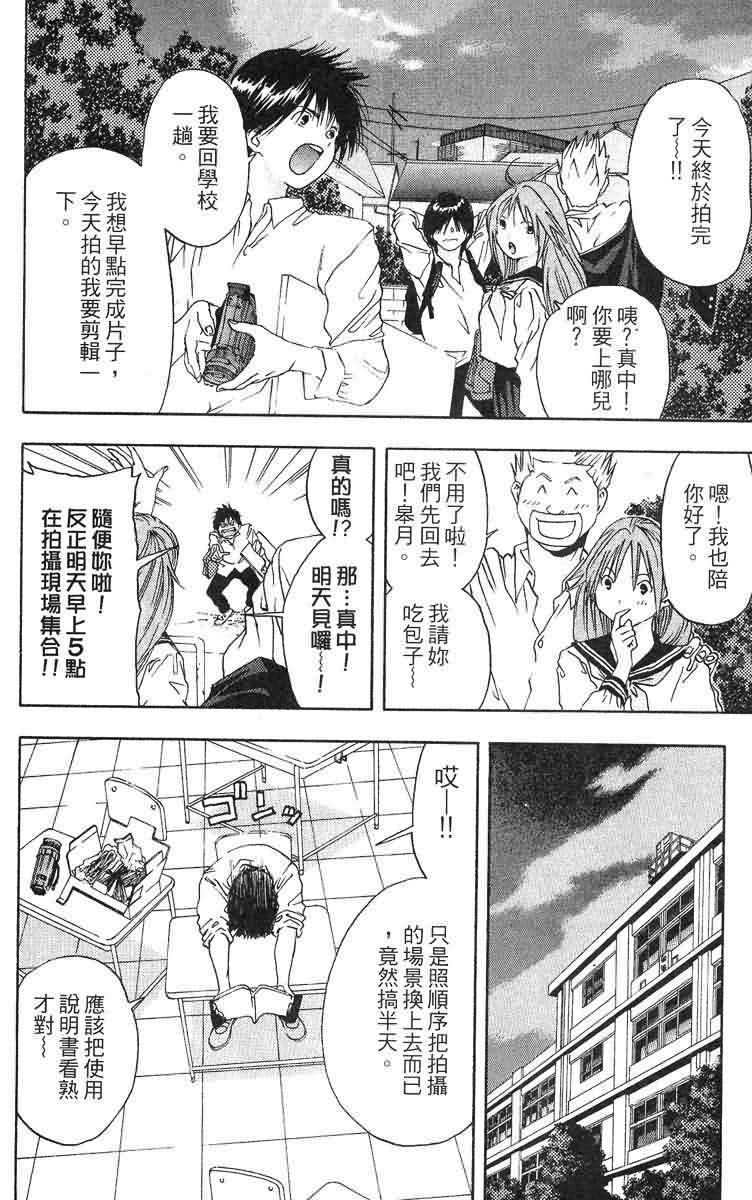 今天終於拍完
了~!!
咦?真中!
你要上哪兒
啊?
我要回學校
一趟。
我想早點完成片子,
今天拍的我要剪輯一
下。
嗯!我也陪
你好了。
不用了啦!
我們先回去
吧!皋月。
我請妳
吃包子~
真的嗎!?
那…真中!
明天見囉~!
隨便妳啦!
反正明天早上5點
在拍攝現場集合!!
哎—!!
ゴンッ
只是照順序把拍攝
的場景換上去而已
,竟然搞半天。
應該把使用
說明書看熟
才對~